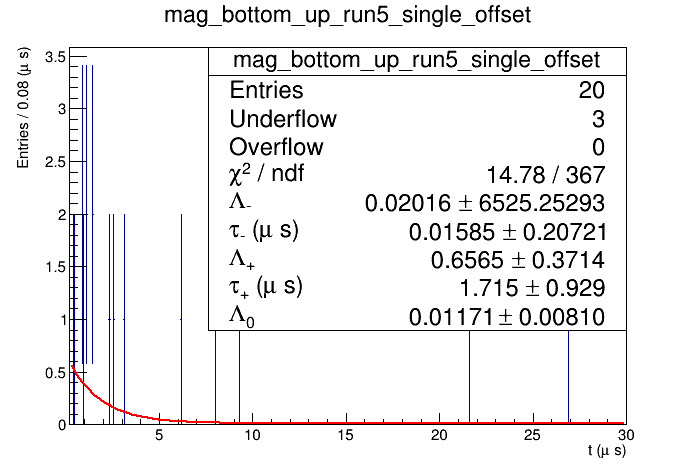 mag_bottom_up_run5_single_offset
mag_bottom_up_run5_single_offset
Entries 20
Underflow 3
Overflow 0
χ² / ndf 14.78 / 367
Λ₋ 0.02016 ± 6525.25293
τ₋ (μ s) 0.01585 ± 0.20721
Λ₊ 0.6565 ± 0.3714
τ₊ (μ s) 1.715 ± 0.929
Λ₀ 0.01171 ± 0.00810
Entries / 0.08 (μ s)
3.5
3
2.5
2
1.5
1
0.5
0
5 10 15 20 25 30
t (μ s)